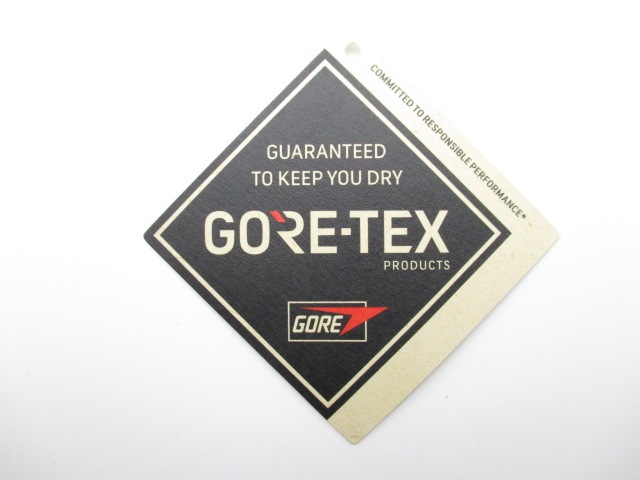 COMMITTED TO RESPONSIBLE PERFORMANCE*
GUARANTEED
TO KEEP YOU DRY
GORE-TEX
PRODUCTS
GORE